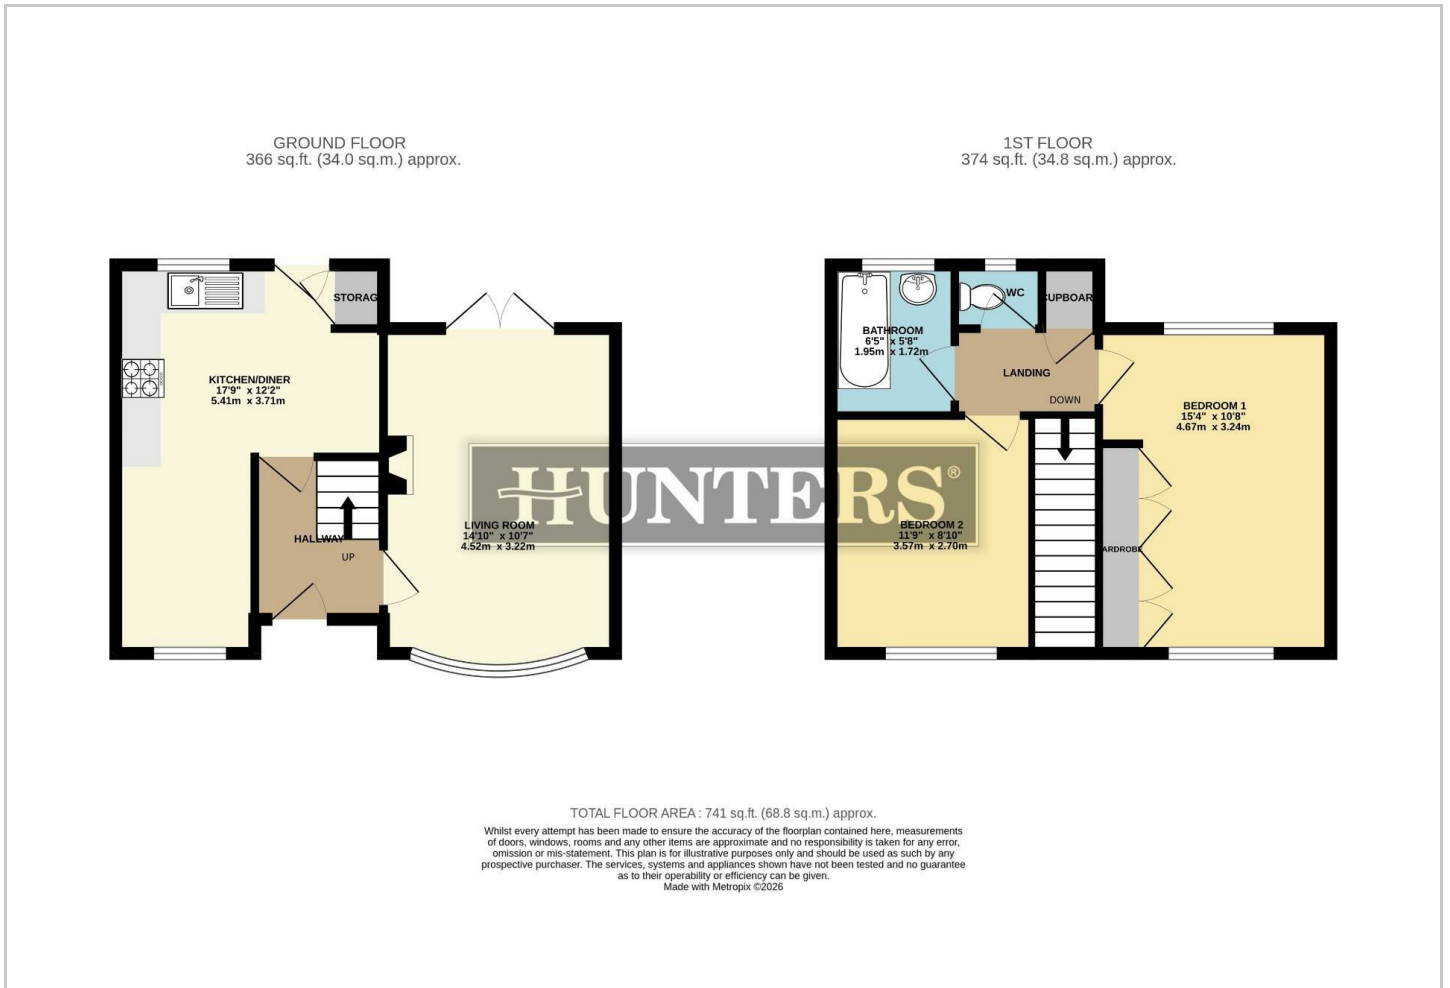 GROUND FLOOR
366 sq.ft. (34.0 sq.m.) approx.
1ST FLOOR
374 sq.ft. (34.8 sq.m.) approx.
STORAG
KITCHEN/DINER
17'9" x 12'2"
5.41m x 3.71m
HALLWAY
UP
LIVING ROOM
14'10" x 10'7"
4.52m x 3.22m
HUNTERS®
BATHROOM
6'5" x 5'8"
1.95m x 1.72m
WC
CUPBOAR
LANDING
DOWN
BEDROOM 1
15'4" x 10'8"
4.67m x 3.24m
BEDROOM 2
11'9" x 8'10"
3.57m x 2.70m
ARDROBE
TOTAL FLOOR AREA : 741 sq.ft. (68.8 sq.m.) approx.
Whilst every attempt has been made to ensure the accuracy of the floorplan contained here, measurements
of doors, windows, rooms and any other items are approximate and no responsibility is taken for any error,
omission or mis-statement. This plan is for illustrative purposes only and should be used as such by any
prospective purchaser. The services, systems and appliances shown have not been tested and no guarantee
as to their operability or efficiency can be given.
Made with Metropix ©2026